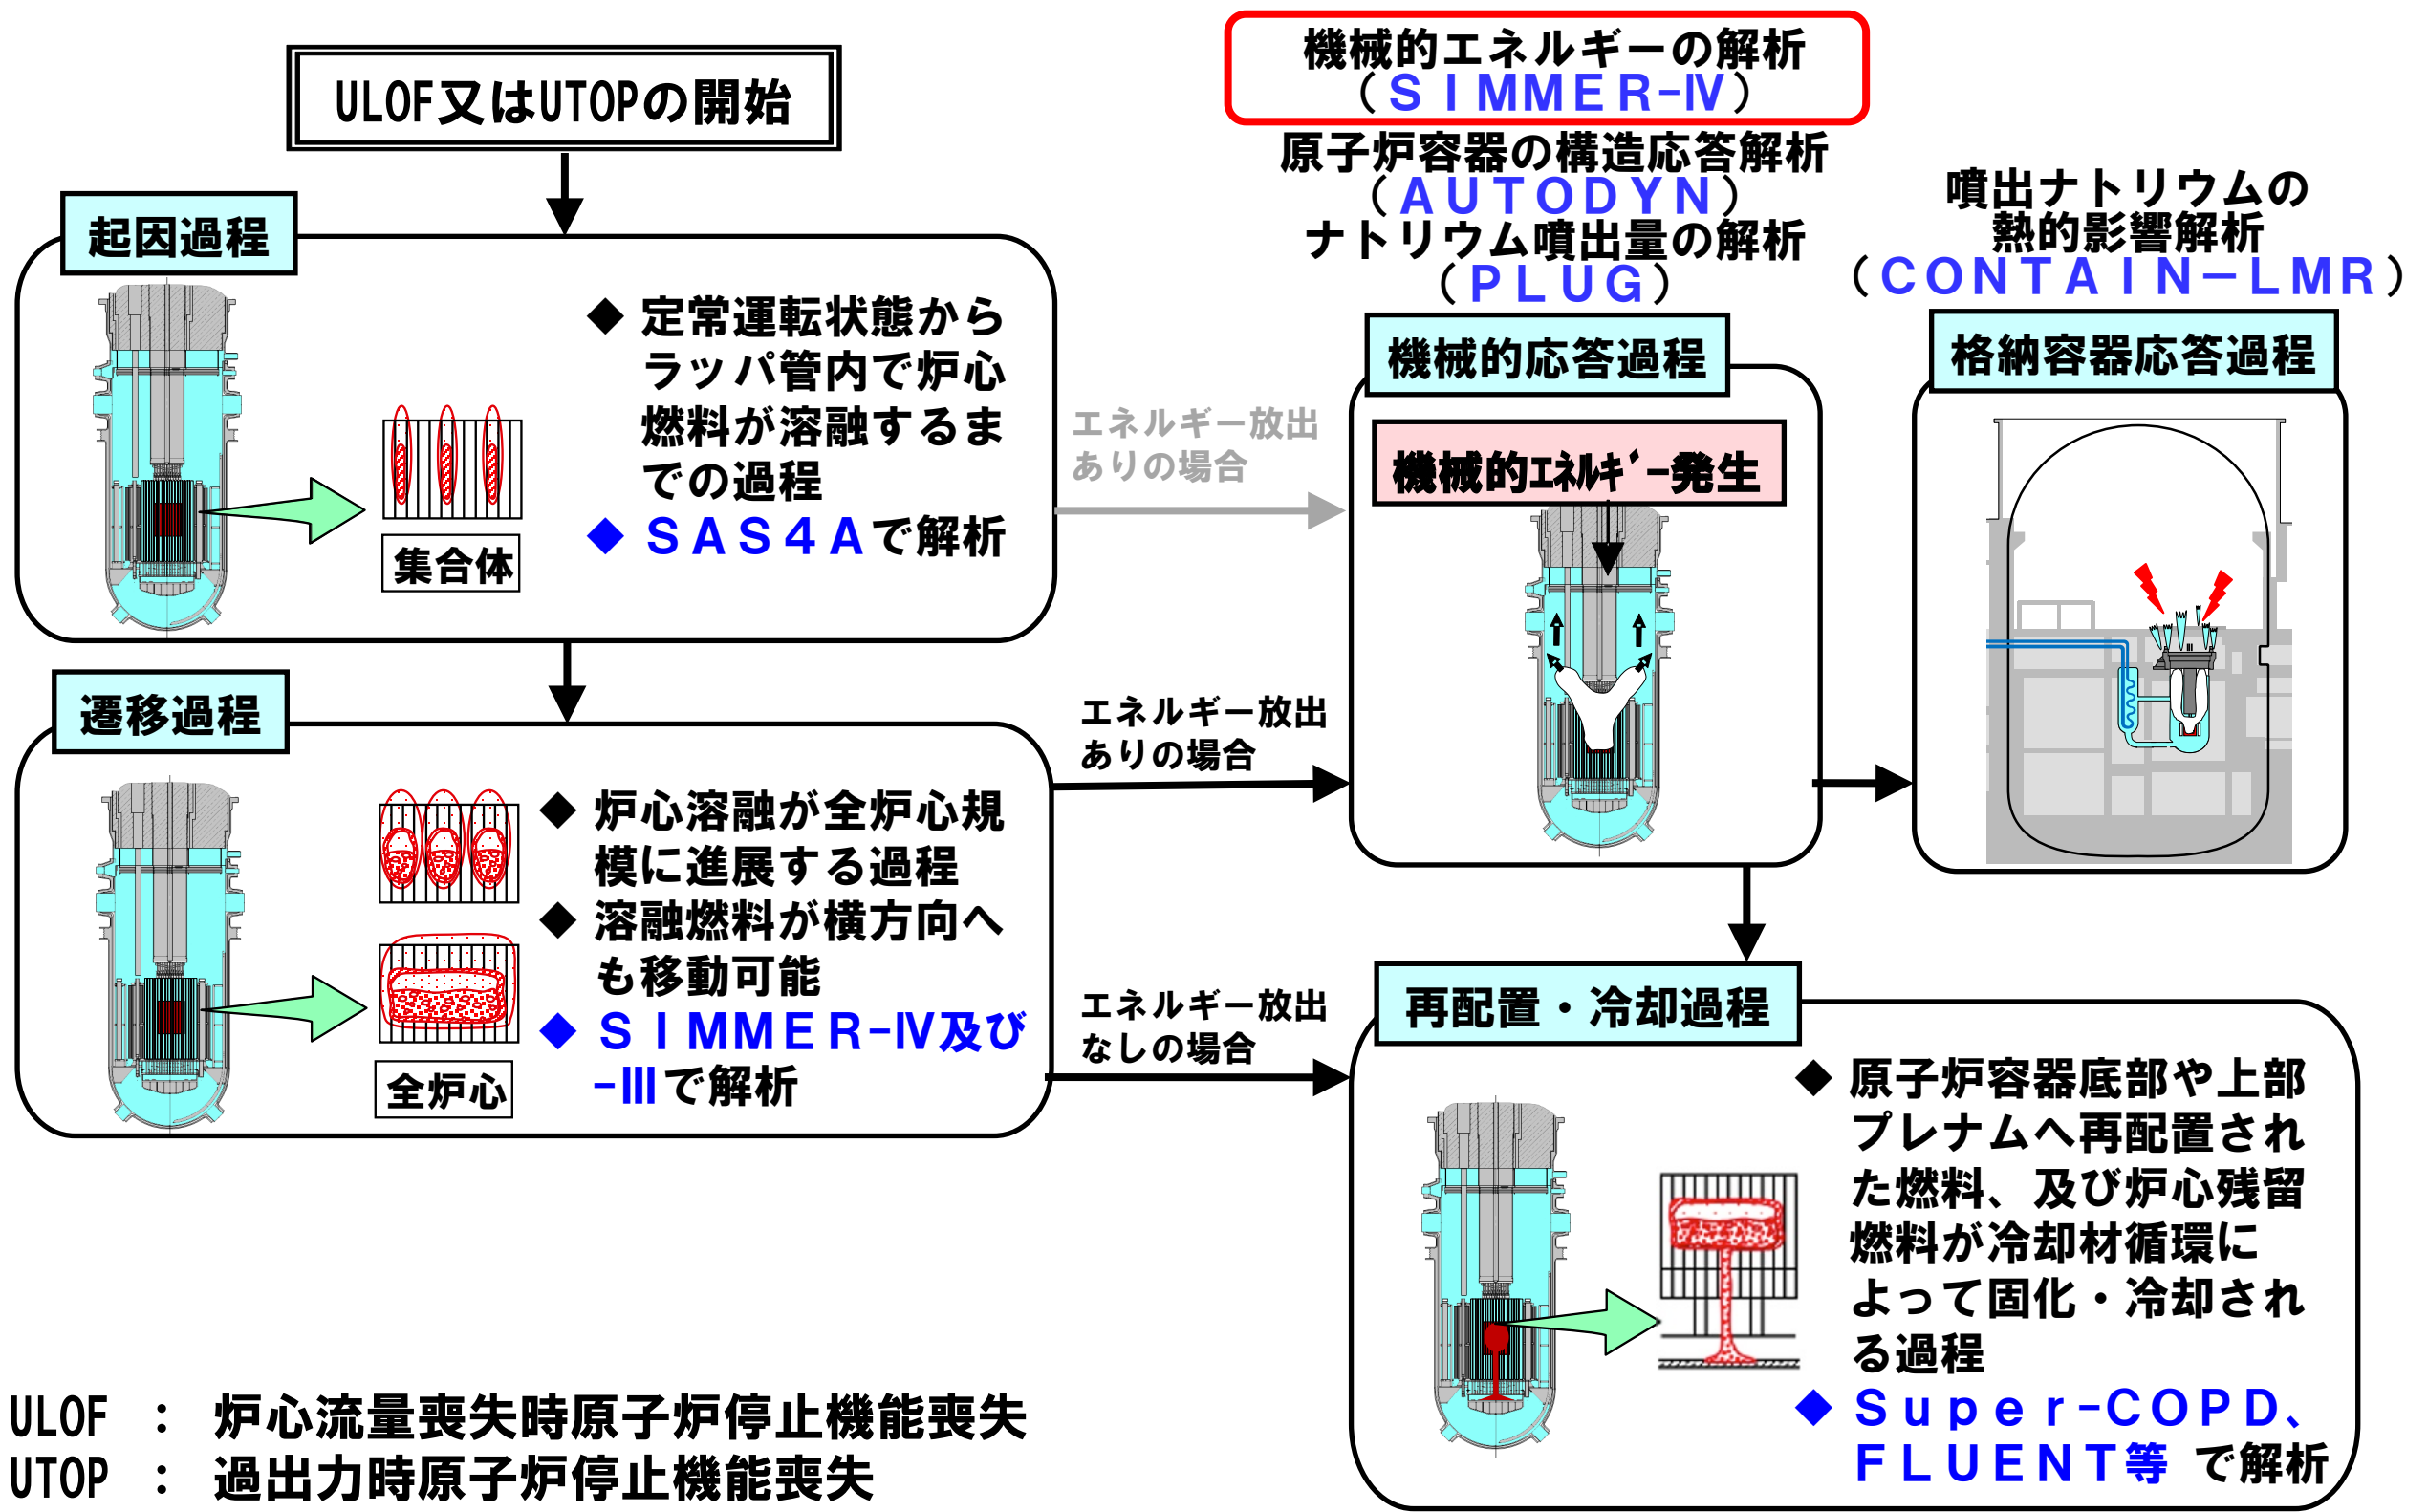 ULOF又はUTOPの開始
起因過程
◆ 定常運転状態から
ラッパ管内で炉心
燃料が溶融するま
での過程
◆ SAS4Aで解析
集合体
エネルギー放出
ありの場合
遷移過程
◆ 炉心溶融が全炉心規
模に進展する過程
◆ 溶融燃料が横方向へ
も移動可能
◆ SIMMER-Ⅳ及び
-Ⅲで解析
全炉心
エネルギー放出
ありの場合
エネルギー放出
なしの場合
機械的エネルギーの解析
(SIMMER-Ⅳ)
原子炉容器の構造応答解析
(AUTODYN)
ナトリウム噴出量の解析
(PLUG)
機械的応答過程
機械的エネルギー発生
噴出ナトリウムの
熱的影響解析
(CONTAIN-LMR)
格納容器応答過程
再配置・冷却過程
◆ 原子炉容器底部や上部
プレナムへ再配置され
た燃料、及び炉心残留
燃料が冷却材循環に
よって固化・冷却され
る過程
◆ Super-COPD、
FLUENT等 で解析
ULOF : 炉心流量喪失時原子炉停止機能喪失
UTOP : 過出力時原子炉停止機能喪失